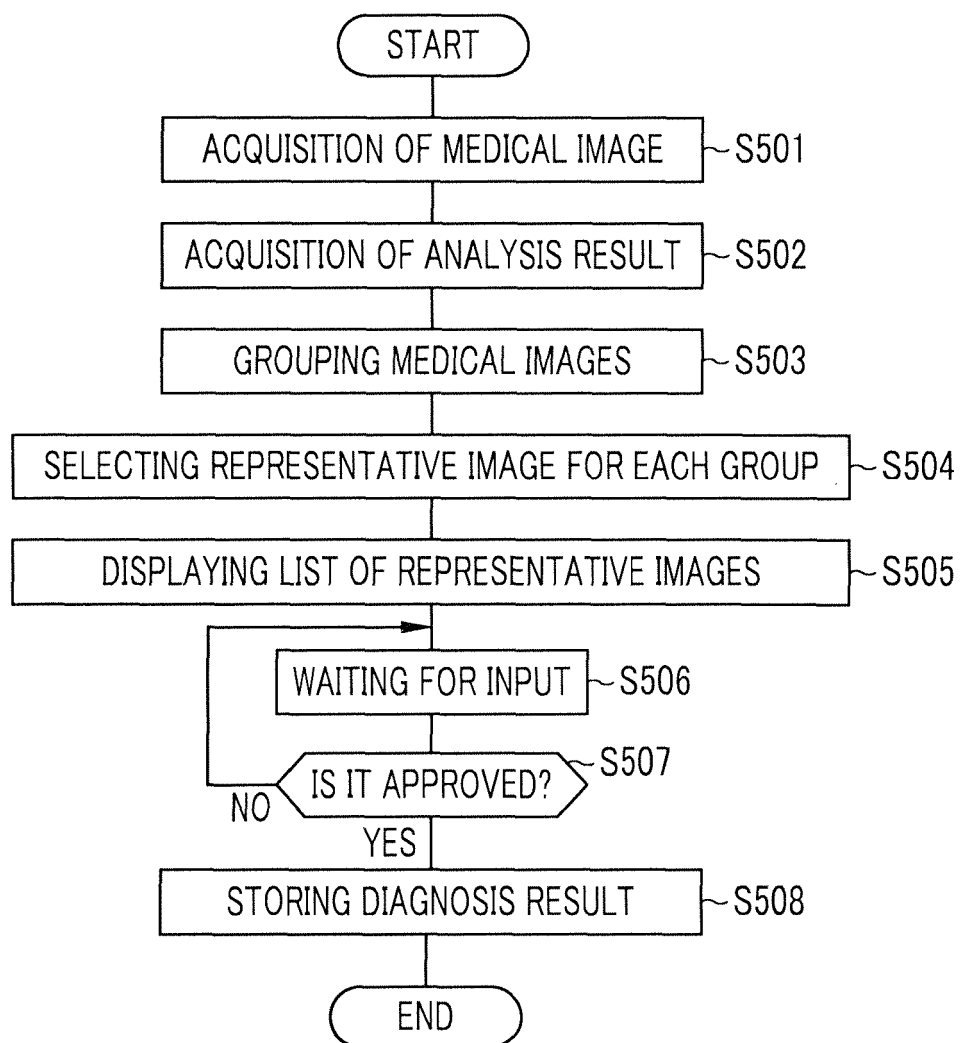 START
ACQUISITION OF MEDICAL IMAGE
S501
ACQUISITION OF ANALYSIS RESULT
S502
GROUPING MEDICAL IMAGES
S503
SELECTING REPRESENTATIVE IMAGE FOR EACH GROUP
S504
DISPLAYING LIST OF REPRESENTATIVE IMAGES
S505
WAITING FOR INPUT
S506
IS IT APPROVED?
S507
NO
YES
STORING DIAGNOSIS RESULT
S508
END